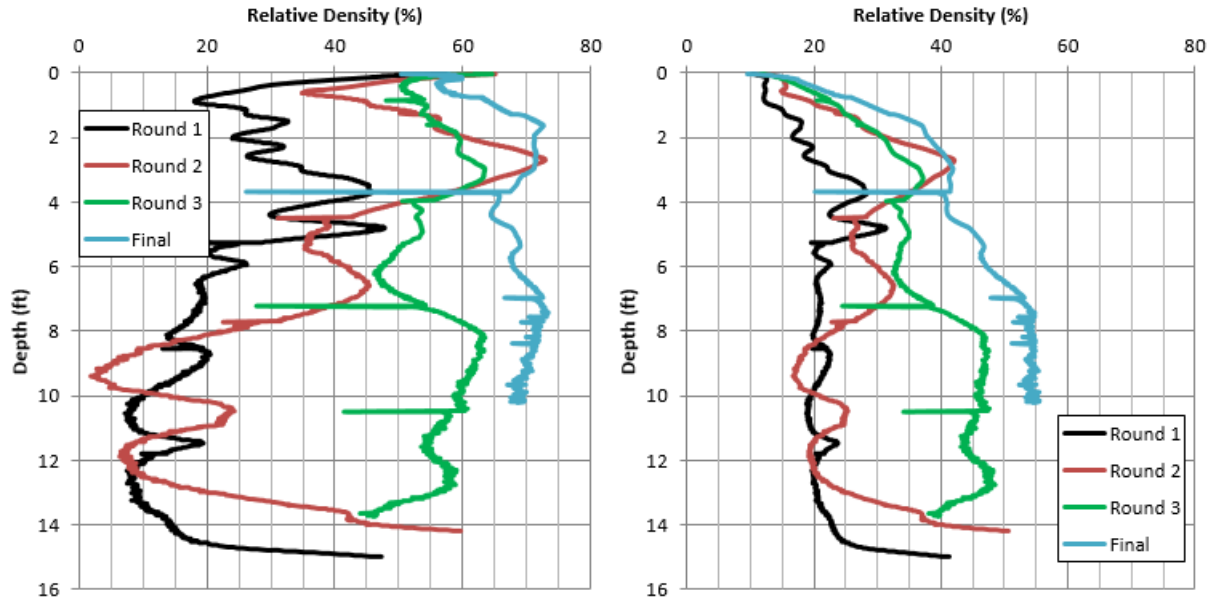 Relative Density (%)
0 20 40 60 80
0
2
4
6
8
10
12
14
16
Depth (ft)
Round 1
Round 2
Round 3
Final
Relative Density (%)
0 20 40 60 80
0
2
4
6
8
10
12
14
16
Depth (ft)
Round 1
Round 2
Round 3
Final